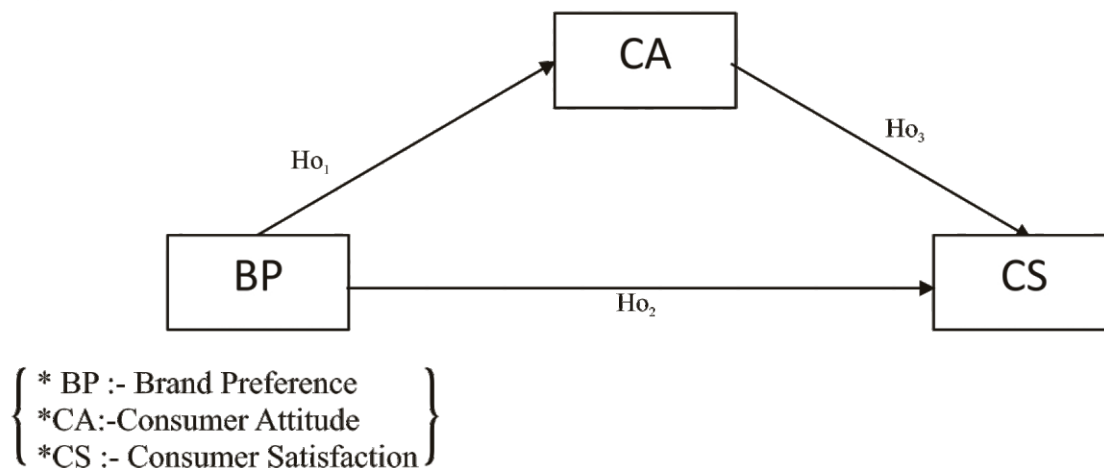 CA
Ho₁
Ho₃
BP
CS
Ho₂
* BP :- Brand Preference
*CA:-Consumer Attitude
*CS :- Consumer Satisfaction